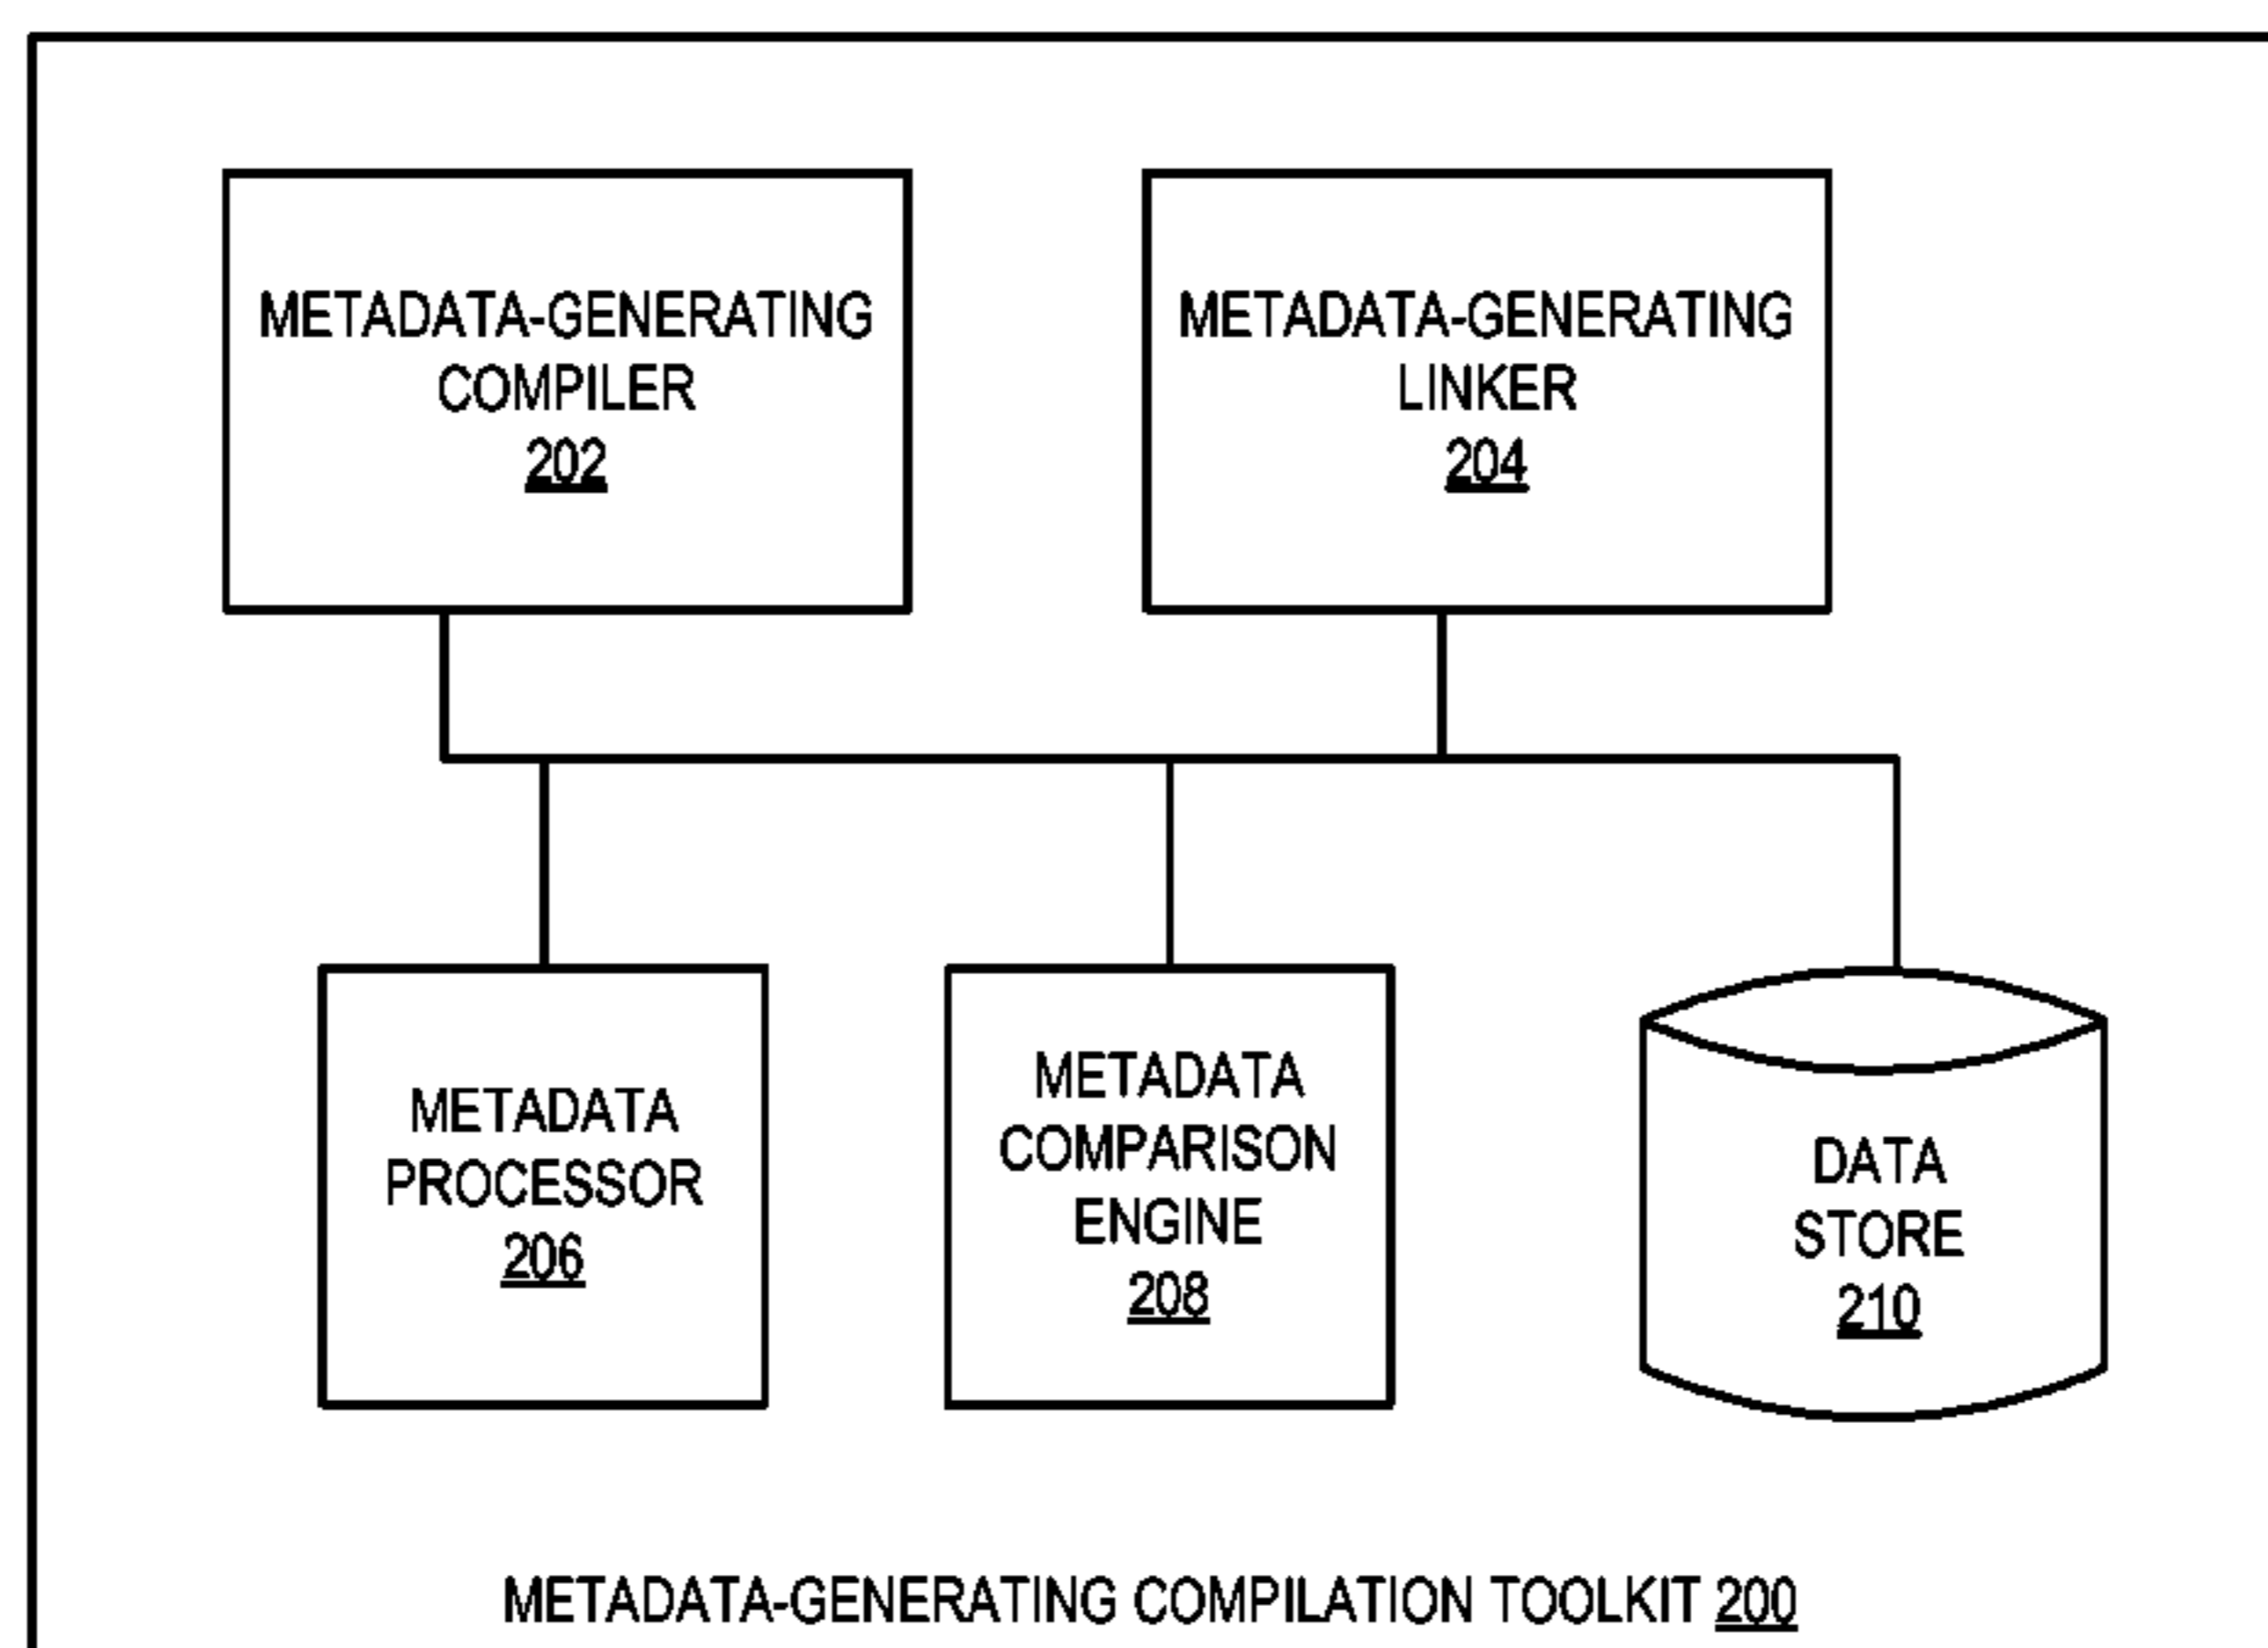 METADATA-GENERATING
COMPILER
202
METADATA-GENERATING
LINKER
204
METADATA
PROCESSOR
206
METADATA
COMPARISON
ENGINE
208
DATA
STORE
210
METADATA-GENERATING COMPILATION TOOLKIT 200